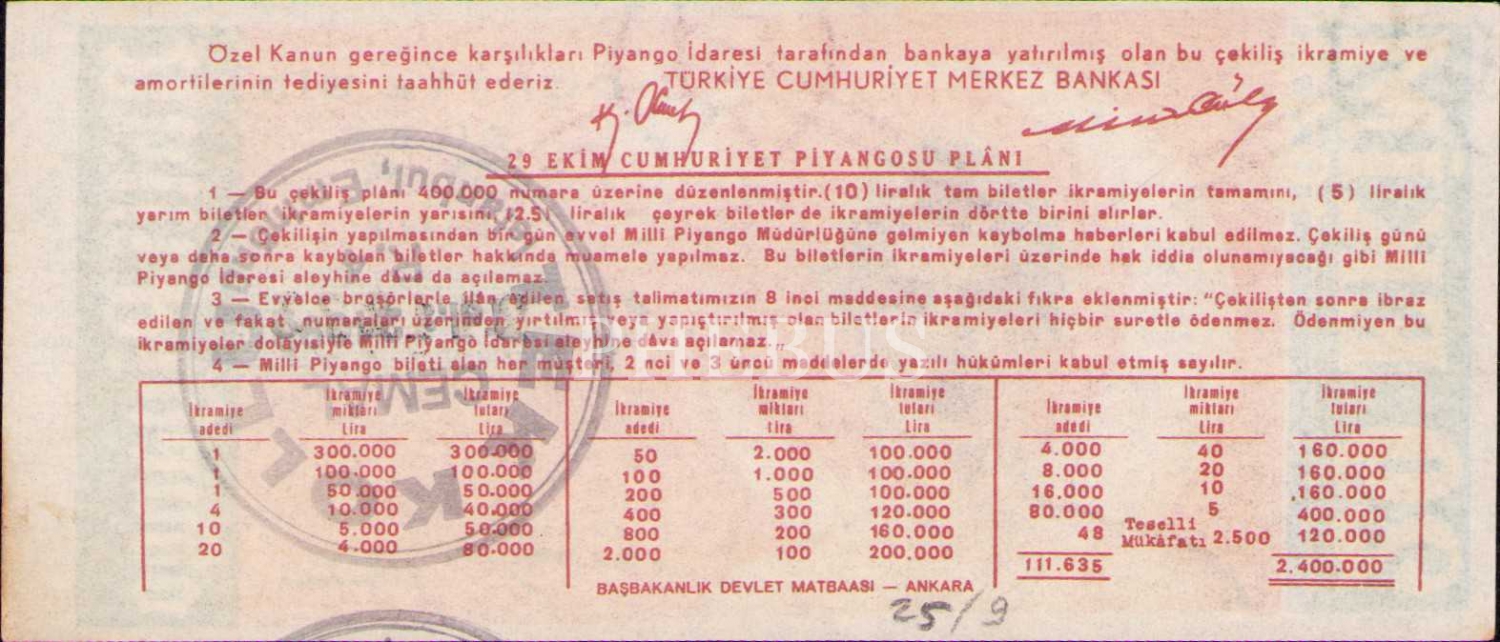 Özel Kanun gereğince karşılıkları Piyango İdaresi tarafından bankaya yatırılmış olan bu çekiliş ikramiye ve
amortilerinin tediyesini taahhüt ederiz. TÜRKİYE CUMHURİYET MERKEZ BANKASI
29 EKİM CUMHURİYET PİYANGOSU PLÂNI
1 — Bu çekiliş plânı 400.000 numara üzerine düzenlenmiştir.(10) liralık tam biletler ikramiyelerin tamamını, (5) liralık
yarım biletler ikramiyelerin yarısını, (2.5) liralık çeyrek biletler de ikramiyelerin dörtte birini alırlar.
2 — Çekilişin yapılmasından bir gün evvel Milli Piyango Müdürlüğüne gelmiyen kaybolma haberleri kabul edilmez. Çekiliş günü
veya daha sonra kaybolan biletler hakkında muamele yapılmaz. Bu biletlerin ikramiyeleri üzerinde hak iddia olunamıyacağı gibi Milli
Piyango İdaresi aleyhine dâva da açılamaz.
3 — Evvelce broşürlerle ilân edilen satış talimatımızın 8 inci maddesine aşağıdaki fıkra eklenmiştir: "Çekilişten sonra ibraz
edilen ve fakat numaraları üzerinden yırtılmış veya yapıştırılmış olan biletlerin ikramiyeleri hiçbir suretle ödenmez. Ödenmiyen bu
ikramiyeler dolayısiyle Milli Piyango İdaresi aleyhine dâva açılamaz.„
4 — Milli Piyango bileti alan her müşteri, 2 nci ve 3 üncü maddelerde yazılı hükümleri kabul etmiş sayılır.
PHEBUS
İkramiye adedi İkramiye miktarı Lira İkramiye tutarı Lira
1 300.000 300.000
1 100.000 100.000
1 50.000 50.000
4 10.000 40.000
10 5.000 50.000
20 4.000 80.000
İkramiye adedi İkramiye miktarı Lira İkramiye tutarı Lira
50 2.000 100.000
100 1.000 100.000
200 500 100.000
400 300 120.000
800 200 160.000
2.000 100 200.000
İkramiye adedi İkramiye miktarı Lira İkramiye tutarı Lira
4.000 40 160.000
8.000 20 160.000
16.000 10 160.000
80.000 5 400.000
48 Teselli Mükâfatı 2.500 120.000
111.635 2.400.000
BAŞBAKANLIK DEVLET MATBAASI — ANKARA
25/9
CEMAL